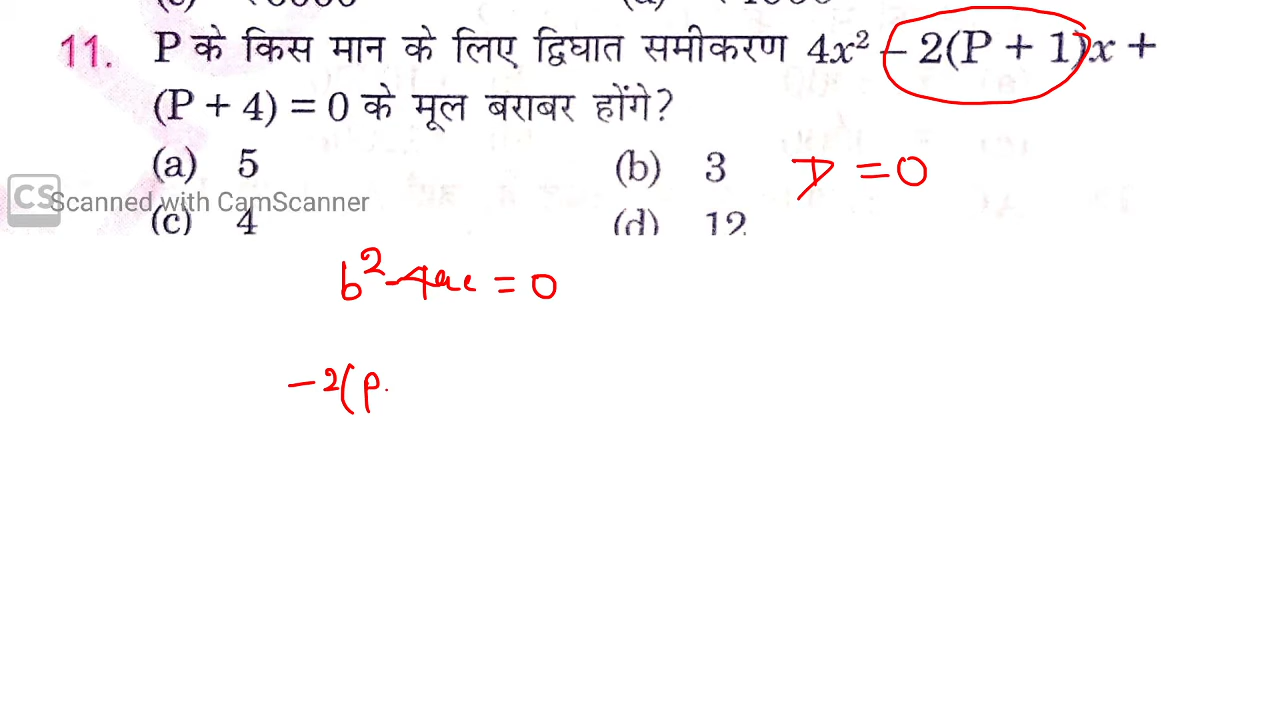 11. P के किस मान के लिए द्विघात समीकरण 4x² – 2(P + 1)x +
(P + 4) = 0 के मूल बराबर होंगे?
(a) 5 (b) 3 D = 0
CS Scanned with CamScanner
(c) 4 (d) 12
b² - 4ac = 0
- 2(p